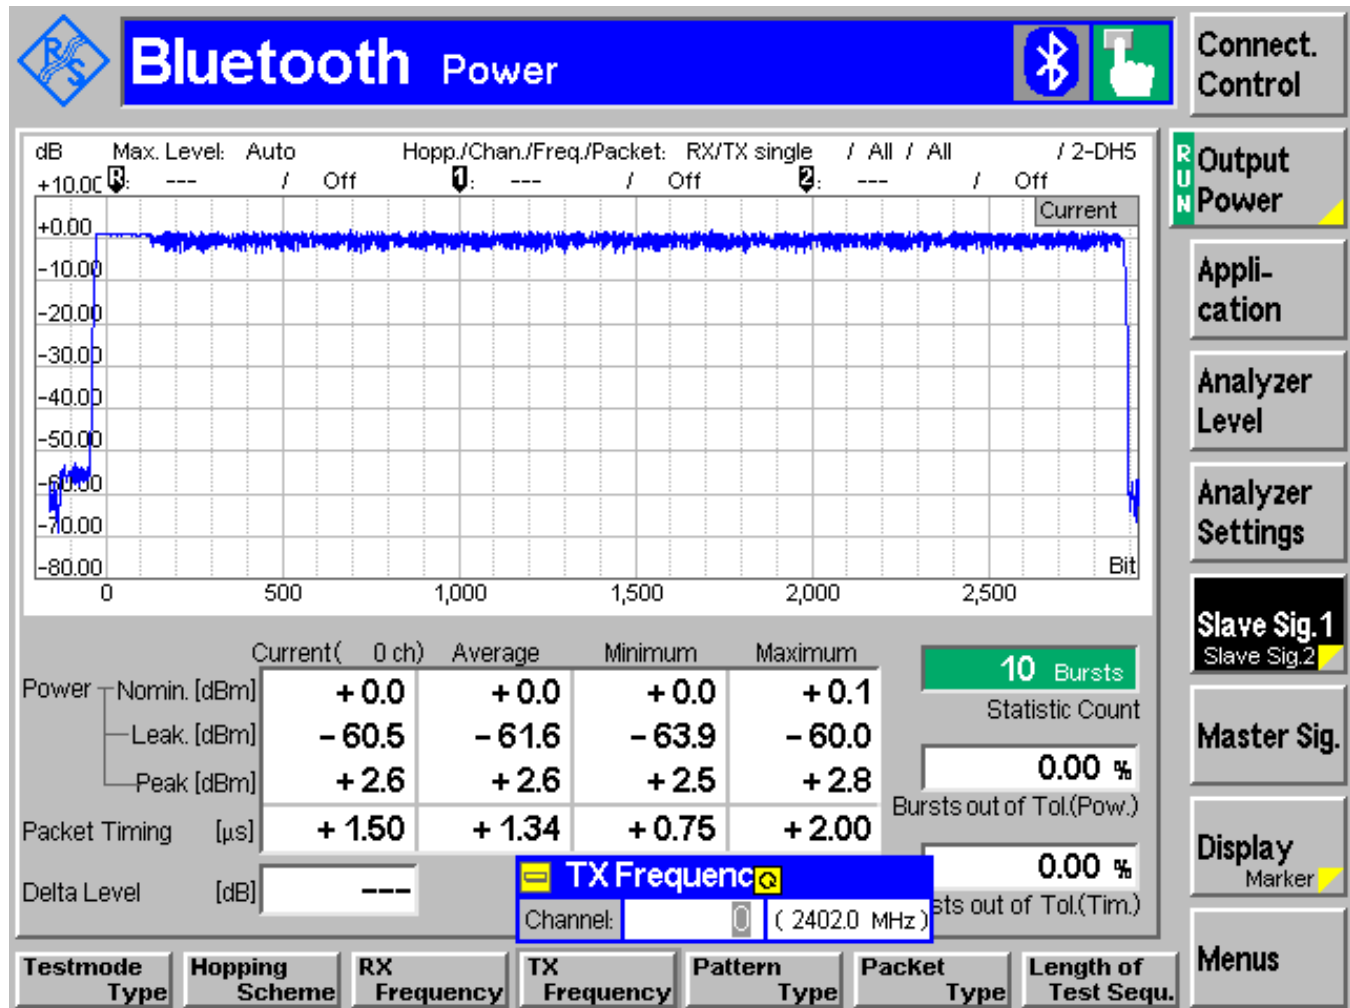 R S Bluetooth Power
Connect. Control
dB Max. Level: Auto Hopp./Chan./Freq./Packet: RX/TX single / All / All / 2-DH5
+10.00 R: --- / Off 1: --- / Off 2: --- / Off
Current
+0.00
-10.00
-20.00
-30.00
-40.00
-50.00
-60.00
-70.00
-80.00
Bit
0 500 1,000 1,500 2,000 2,500
RUN
Output Power
Appli-
cation
Analyzer Level
Analyzer Settings
Slave Sig.1
Slave Sig.2
Master Sig.
Display
Marker
Menus
Current( 0 ch) Average Minimum Maximum
Power Nomin. [dBm] +0.0 +0.0 +0.0 +0.1
Leak. [dBm] -60.5 -61.6 -63.9 -60.0
Peak [dBm] +2.6 +2.6 +2.5 +2.8
Packet Timing [µs] +1.50 +1.34 +0.75 +2.00
Delta Level [dB] ---
10 Bursts
Statistic Count
0.00 %
Bursts out of Tol.(Pow.)
0.00 %
sts out of Tol.(Tim.)
TX Frequenc
Channel: 0 ( 2402.0 MHz )
Testmode Type
Hopping Scheme
RX Frequency
TX Frequency
Pattern Type
Packet Type
Length of Test Sequ.